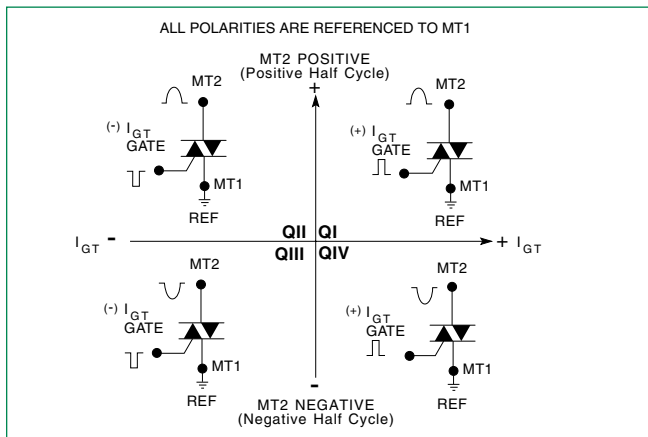 ALL POLARITIES ARE REFERENCED TO MT1
MT2 POSITIVE
(Positive Half Cycle)
+
MT2
(-) IGT
GATE
MT1
REF
MT2
(+) IGT
GATE
MT1
REF
IGT -
QII QI
QIII QIV
+ IGT
MT2
(-) IGT
GATE
MT1
REF
MT2
(+) IGT
GATE
MT1
REF
-
MT2 NEGATIVE
(Negative Half Cycle)